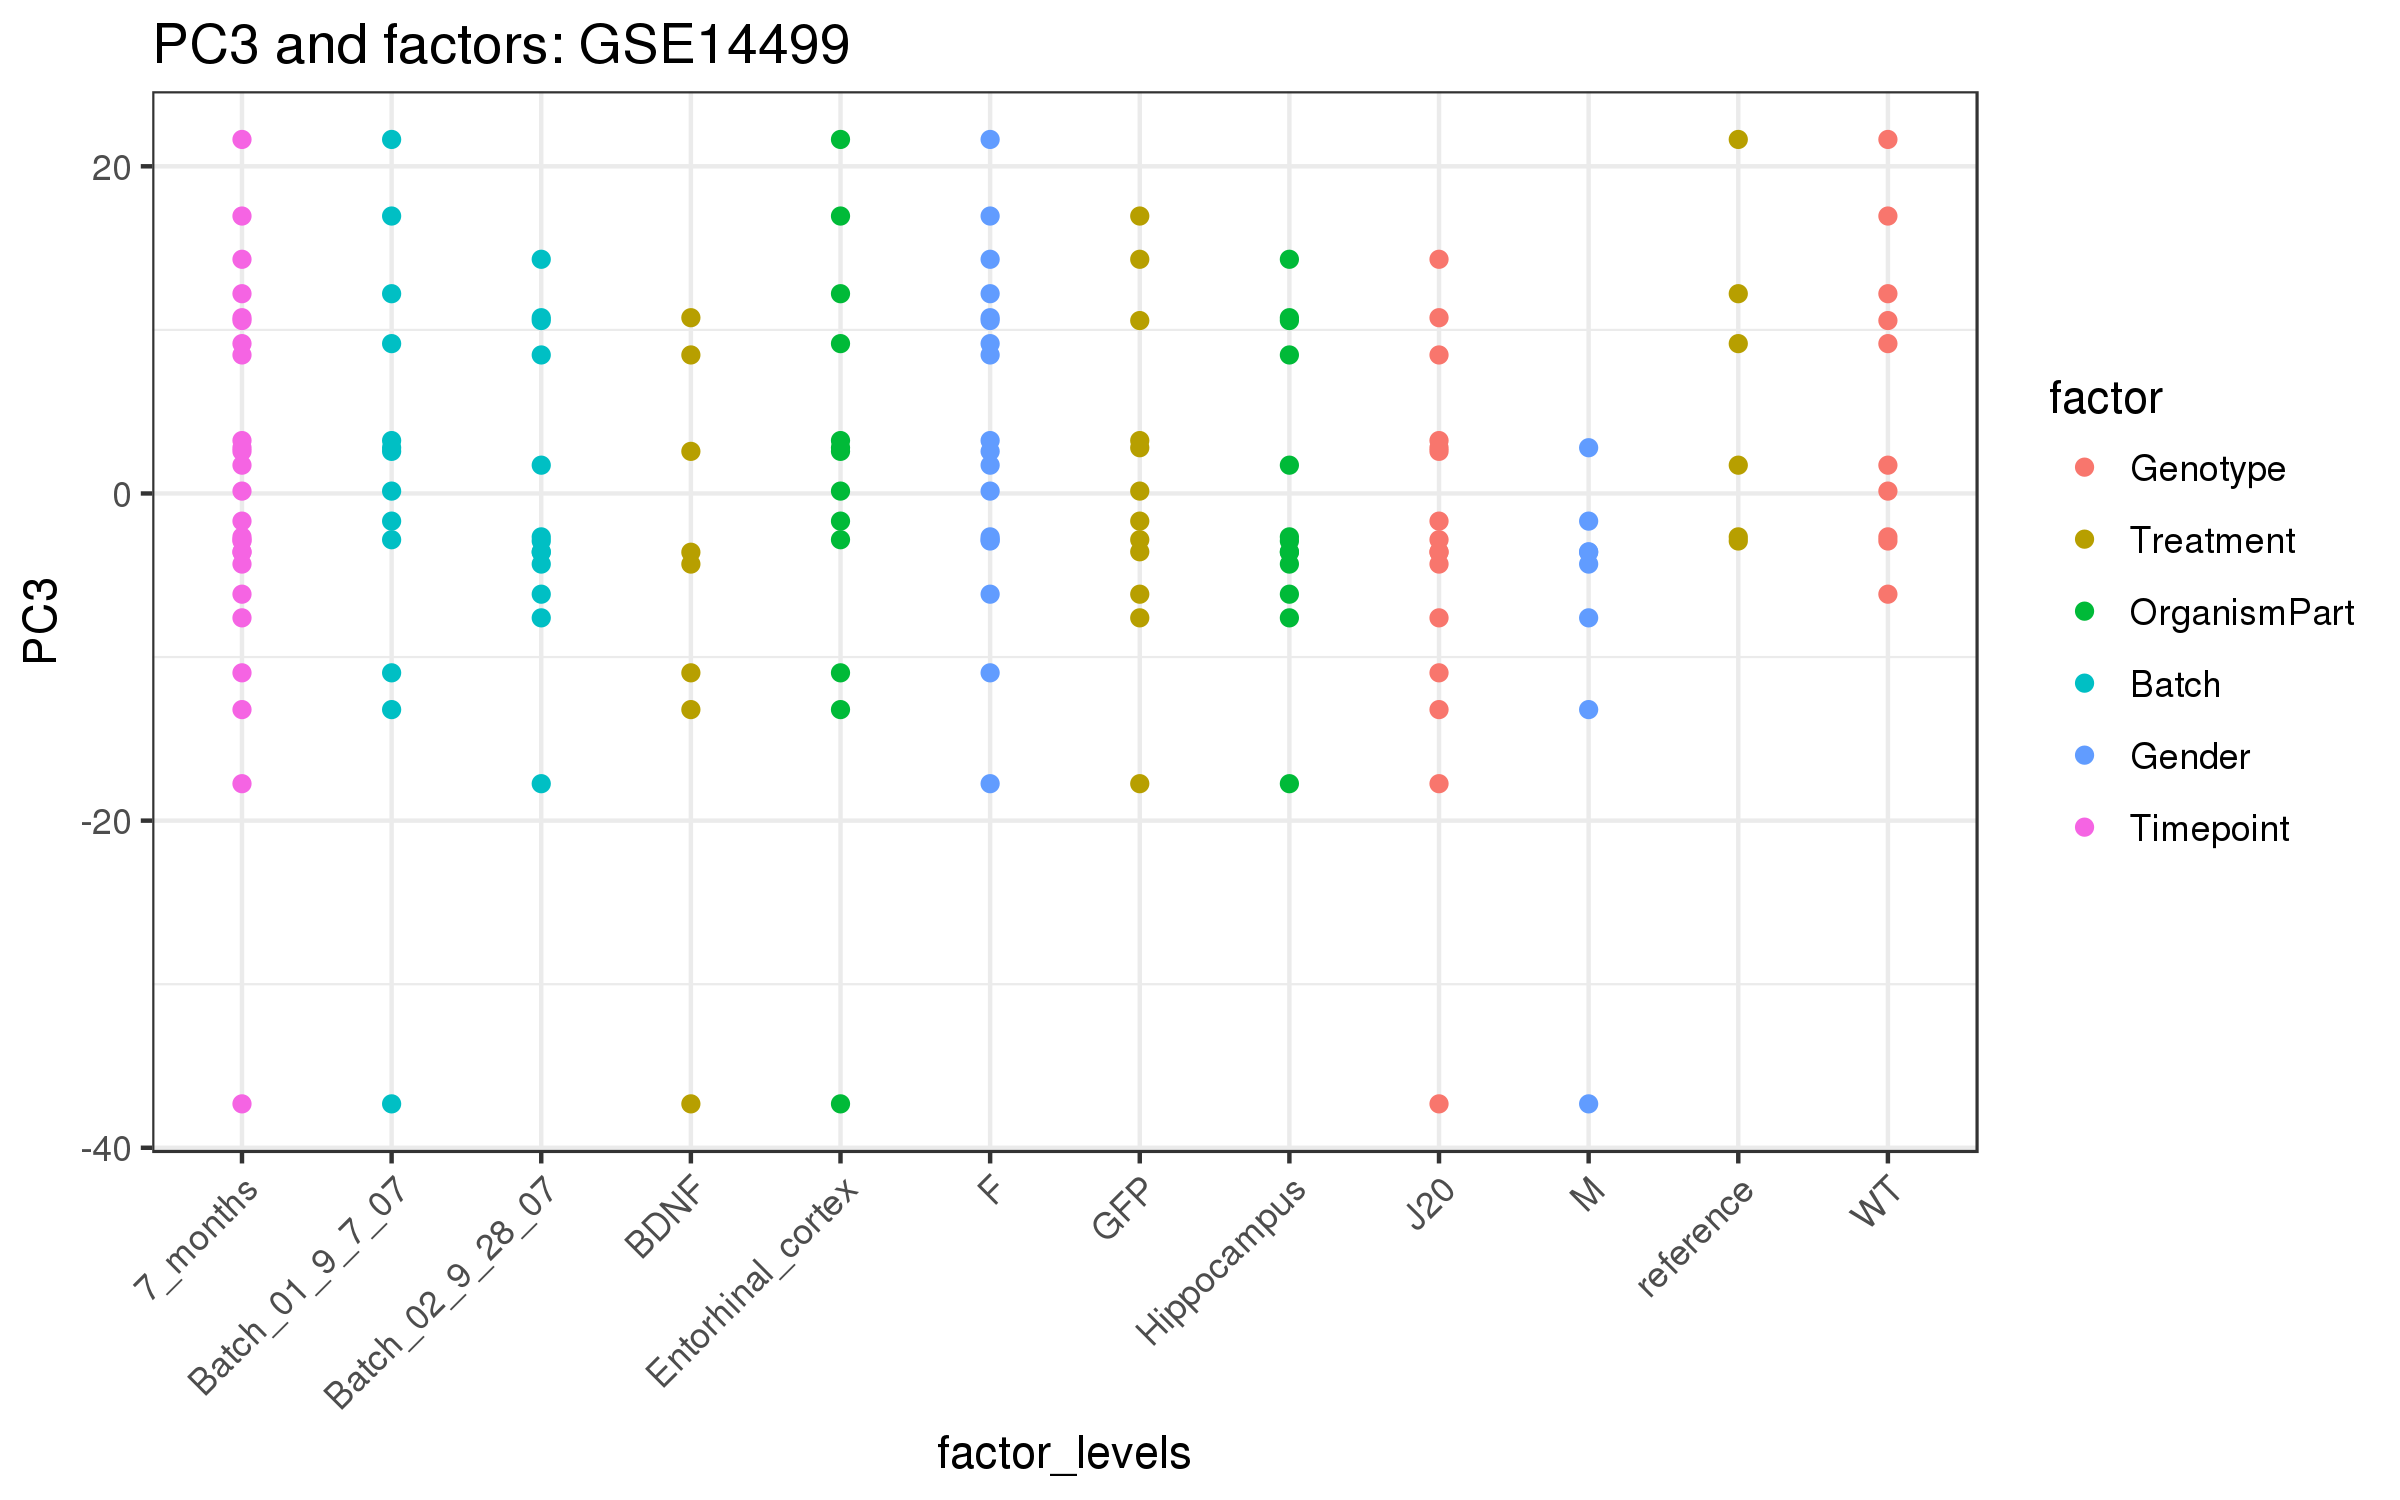 PC3 and factors: GSE14499
PC3
20
0
-20
-40
7_months
Batch_01_9_7_07
Batch_02_9_28_07
BDNF
Entorhinal_cortex
F
GFP
Hippocampus
J20
M
reference
WT
factor_levels
factor
Genotype
Treatment
OrganismPart
Batch
Gender
Timepoint